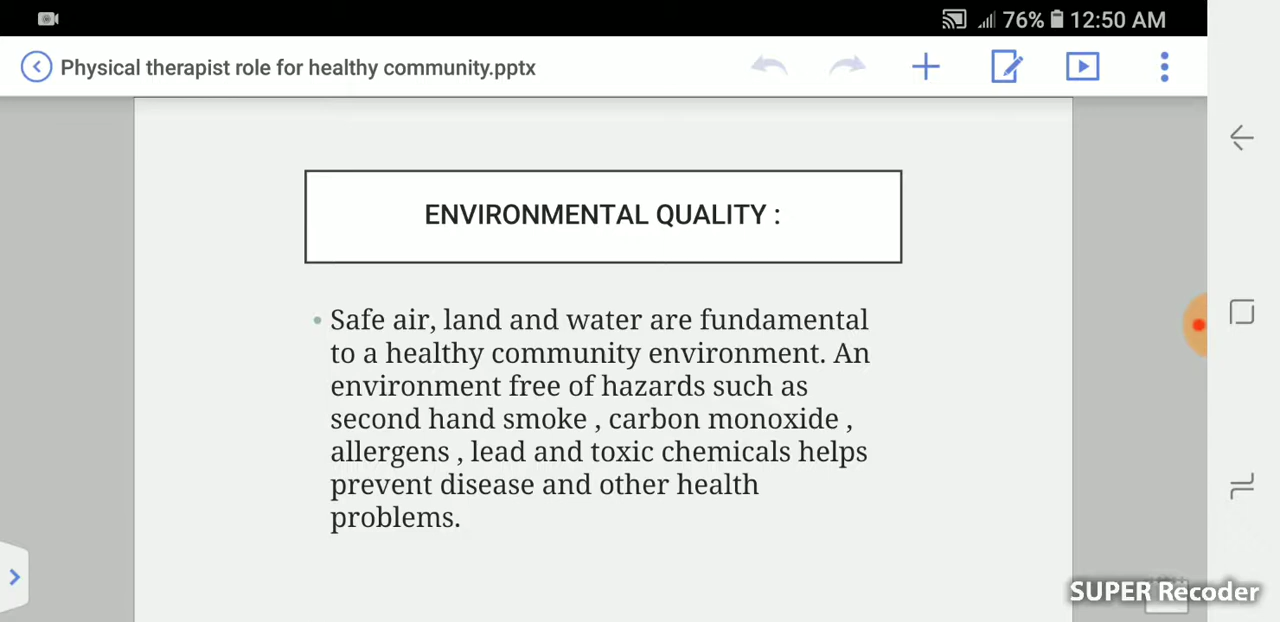 76% 12:50 AM
Physical therapist role for healthy community.pptx
ENVIRONMENTAL QUALITY :
• Safe air, land and water are fundamental
to a healthy community environment. An
environment free of hazards such as
second hand smoke , carbon monoxide ,
allergens , lead and toxic chemicals helps
prevent disease and other health
problems.
SUPER Recoder